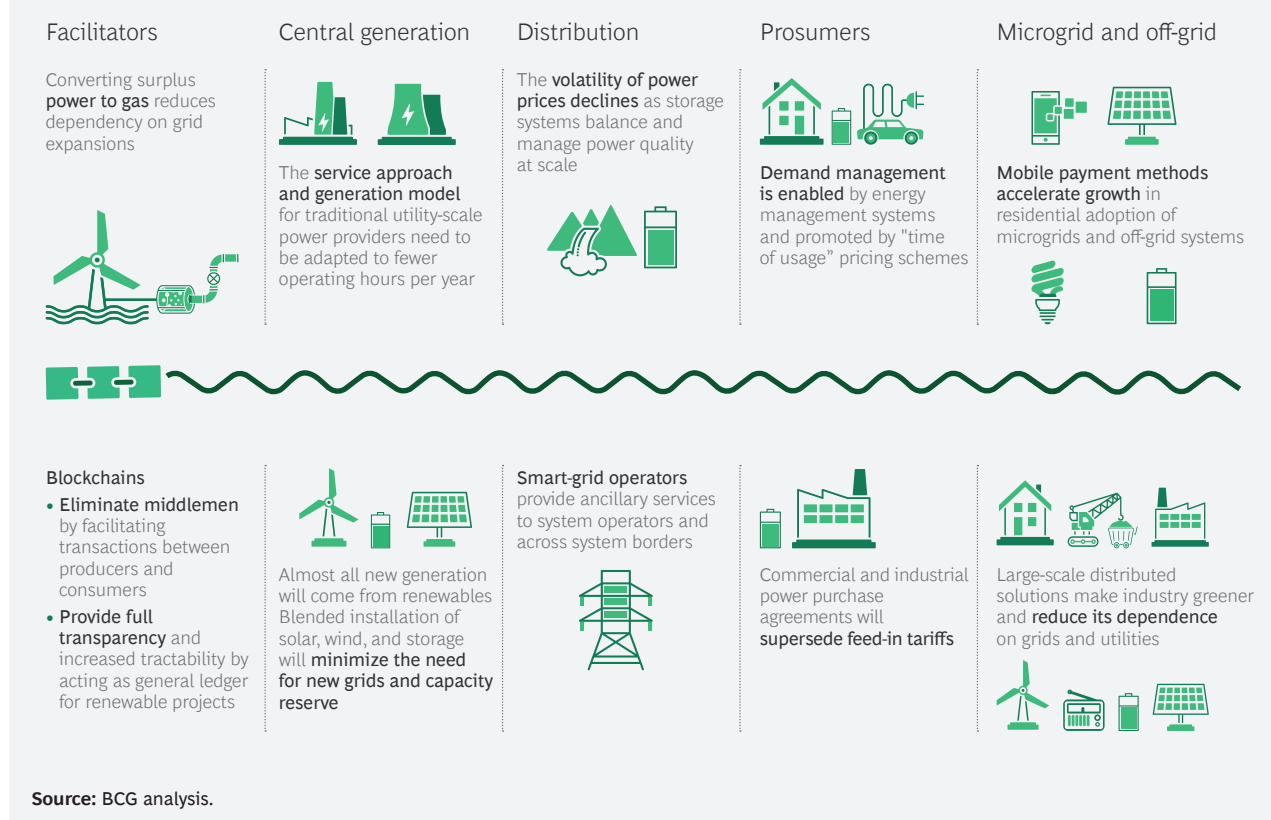 Facilitators
Central generation
Distribution
Prosumers
Microgrid and off-grid
Converting surplus
power to gas reduces
dependency on grid
expansions
The service approach
and generation model
for traditional utility-scale
power providers need to
be adapted to fewer
operating hours per year
The volatility of power
prices declines as storage
systems balance and
manage power quality
at scale
Demand management
is enabled by energy
management systems
and promoted by "time
of usage” pricing schemes
Mobile payment methods
accelerate growth in
residential adoption of
microgrids and off-grid systems
Blockchains
• Eliminate middlemen
by facilitating
transactions between
producers and
consumers
• Provide full
transparency and
increased tractability by
acting as general ledger
for renewable projects
Almost all new generation
will come from renewables
Blended installation of
solar, wind, and storage
will minimize the need
for new grids and capacity
reserve
Smart-grid operators
provide ancillary services
to system operators and
across system borders
Commercial and industrial
power purchase
agreements will
supersede feed-in tariffs
Large-scale distributed
solutions make industry greener
and reduce its dependence
on grids and utilities
Source: BCG analysis.